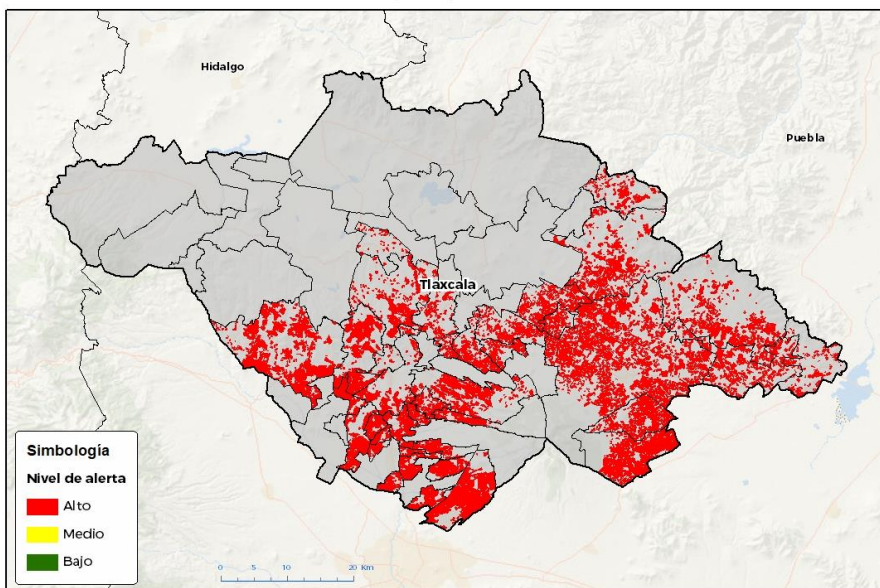 Hidalgo
Puebla
Tlaxcala
Simbología
Nivel de alerta
Alto
Medio
Bajo
0 5 10 20 Km